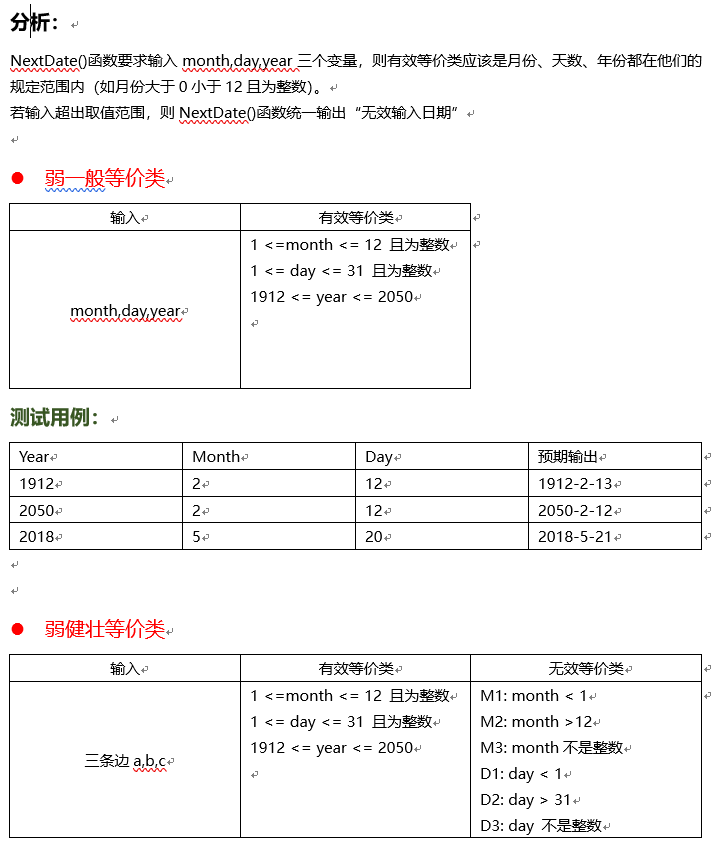 分析：
NextDate()函数要求输入 month,day,year 三个变量，则有效等价类应该是月份、天数、年份都在他们的
规定范围内（如月份大于 0 小于 12 且为整数）。
若输入超出取值范围，则 NextDate()函数统一输出“无效输入日期”
● 弱一般等价类
输入 有效等价类
month,day,year
1 <=month <= 12 且为整数
1 <= day <= 31 且为整数
1912 <= year <= 2050
测试用例：
Year Month Day 预期输出
1912 2 12 1912-2-13
2050 2 12 2050-2-12
2018 5 20 2018-5-21
● 弱健壮等价类
输入 有效等价类 无效等价类
三条边 a,b,c
1 <=month <= 12 且为整数
1 <= day <= 31 且为整数
1912 <= year <= 2050
M1: month < 1
M2: month >12
M3: month 不是整数
D1: day < 1
D2: day > 31
D3: day 不是整数